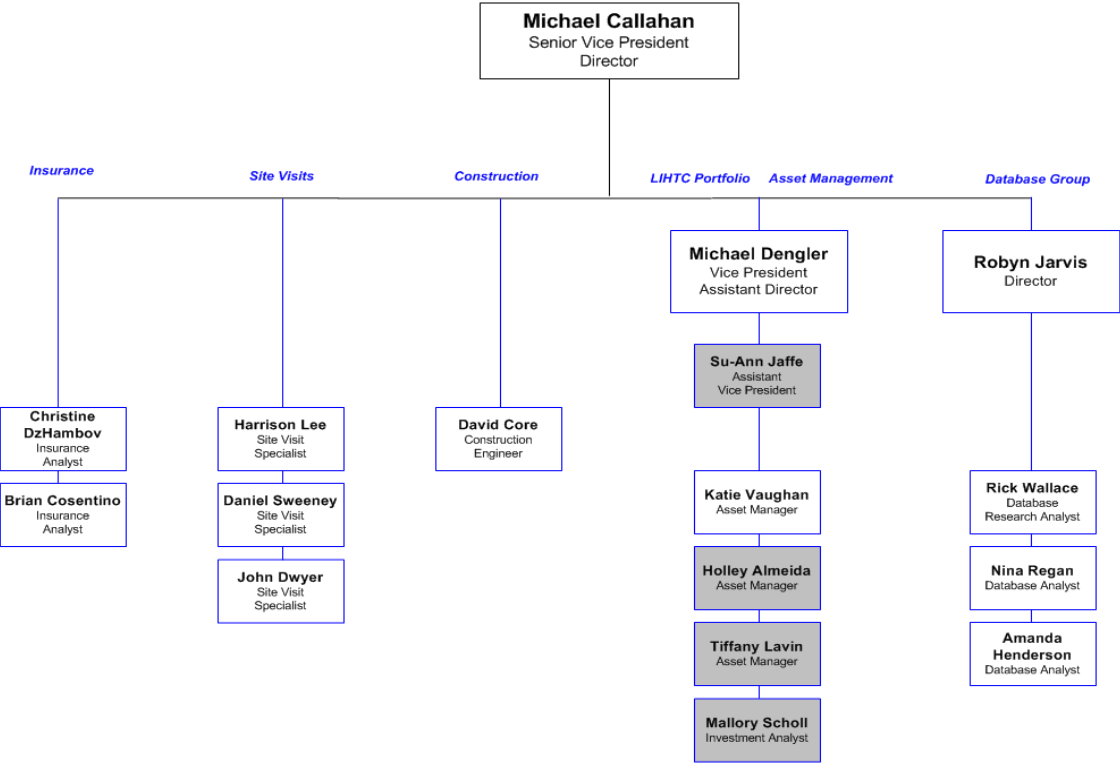 Michael Callahan
Senior Vice President
Director
Insurance
Site Visits
Construction
LIHTC Portfolio
Asset Management
Database Group
Michael Dengler
Vice President
Assistant Director
Robyn Jarvis
Director
Su-Ann Jaffe
Assistant
Vice President
Christine
DzHambov
Insurance
Analyst
Brian Cosentino
Insurance
Analyst
Harrison Lee
Site Visit
Specialist
Daniel Sweeney
Site Visit
Specialist
John Dwyer
Site Visit
Specialist
David Core
Construction
Engineer
Katie Vaughan
Asset Manager
Holley Almeida
Asset Manager
Tiffany Lavin
Asset Manager
Mallory Scholl
Investment Analyst
Rick Wallace
Database
Research Analyst
Nina Regan
Database Analyst
Amanda
Henderson
Database Analyst